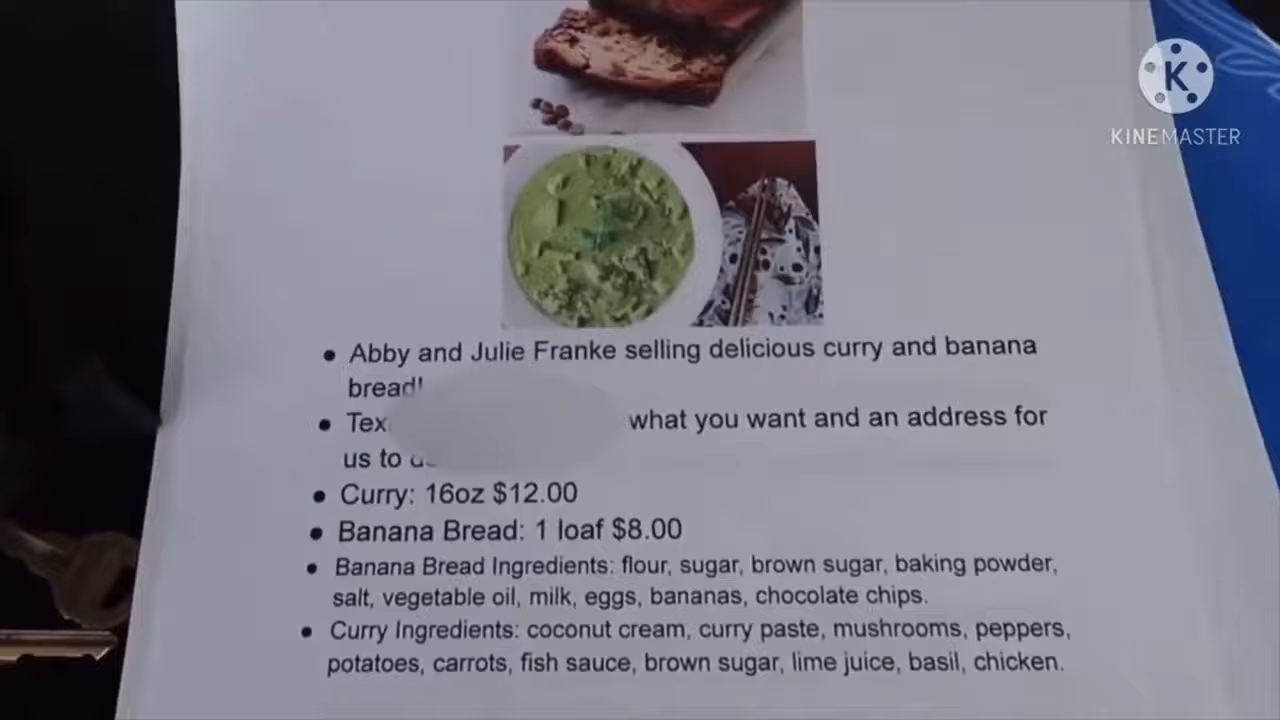 KINEMASTER
• Abby and Julie Franke selling delicious curry and banana
bread!
• what you want and an address for
us to
• Curry: 16oz $12.00
• Banana Bread: 1 loaf $8.00
• Banana Bread Ingredients: flour, sugar, brown sugar, baking powder,
salt, vegetable oil, milk, eggs, bananas, chocolate chips.
• Curry Ingredients: coconut cream, curry paste, mushrooms, peppers,
potatoes, carrots, fish sauce, brown sugar, lime juice, basil, chicken.